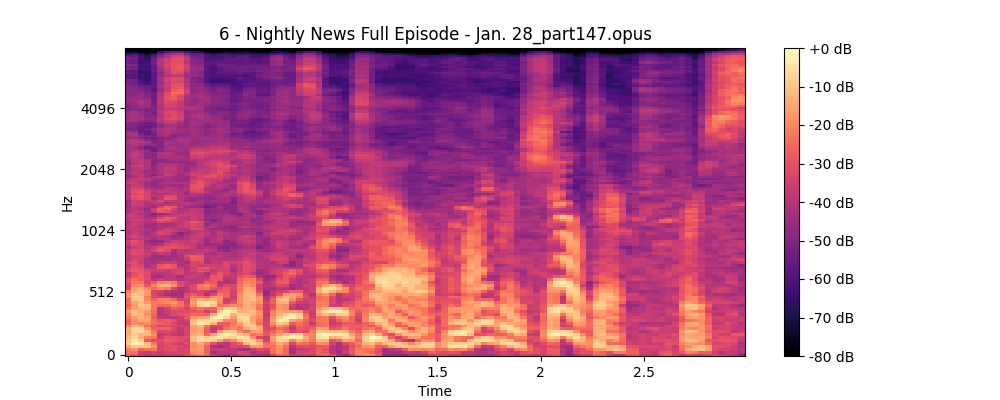 6 - Nightly News Full Episode - Jan. 28_part147.opus
Hz
4096
2048
1024
512
0
0
0.5
1
1.5
2
2.5
Time
+0 dB
-10 dB
-20 dB
-30 dB
-40 dB
-50 dB
-60 dB
-70 dB
-80 dB